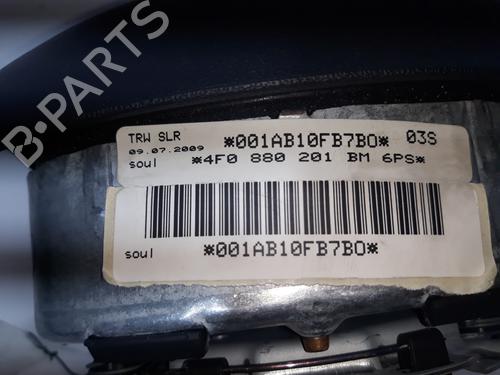 B-PARTS
TRW SLR *001AB10FB7BO* 03S
09.07.2009
soul *4F0 880 201 BM 6PS*
soul *001AB10FB7BO*